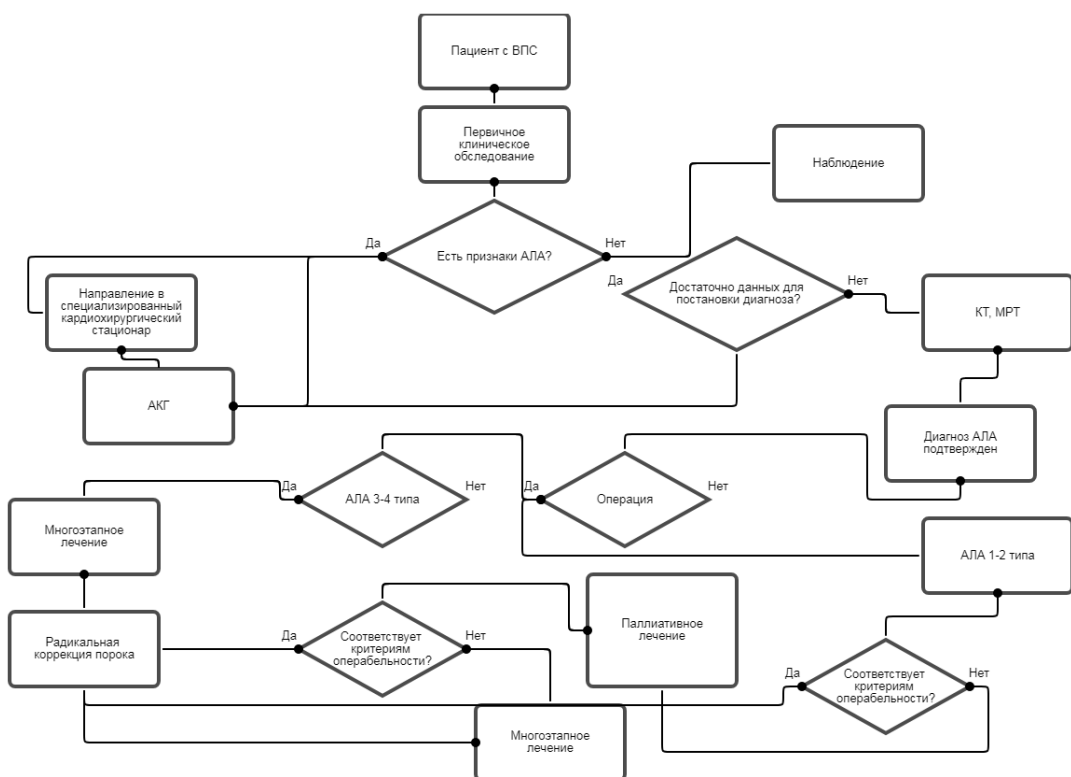 Пациент с ВПС
Первичное
клиническое
обследование
Наблюдение
Да
Есть признаки АЛА?
Нет
Да
Достаточно данных для
постановки диагноза?
Нет
Направление в
специализированный
кардиохирургический
стационар
КТ, МРТ
АКГ
Диагноз АЛА
подтвержден
Да
АЛА 3-4 типа
Нет
Да
Операция
Нет
Многоэтапное
лечение
АЛА 1-2 типа
Радикальная
коррекция порока
Да
Соответствует
критериям
операбельности?
Нет
Паллиативное
лечение
Да
Соответствует
критериям
операбельности?
Нет
Многоэтапное
лечение